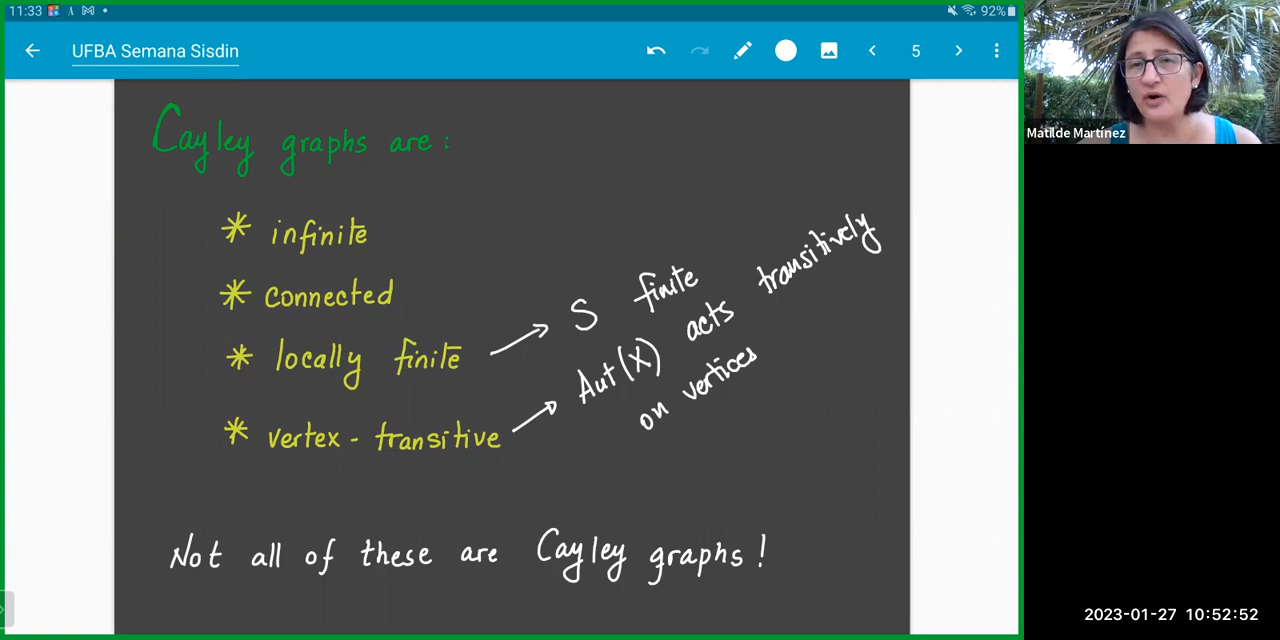 11:33
92%
UFBA Semana Sisdin
5
Matilde Martínez
Cayley graphs are:
* infinite
* connected
* locally finite → S finite
* vertex - transitive → Aut(X) acts transitively
on vertices
Not all of these are Cayley graphs!
2023-01-27 10:52:52